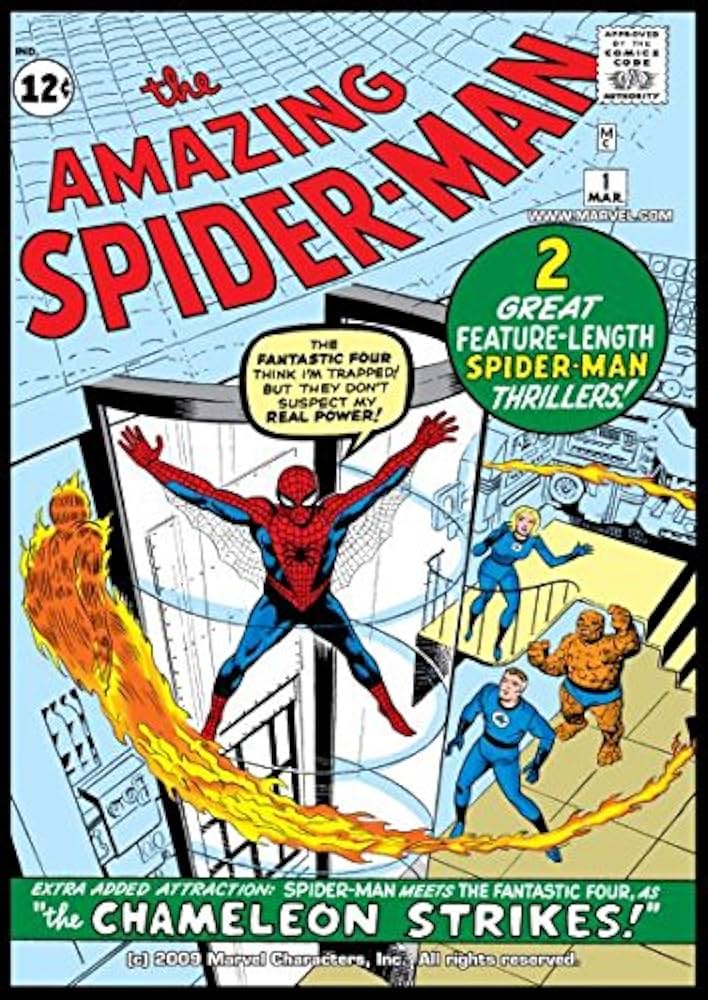 IND.
12¢
the
AMAZING
SPIDER-MAN
APPROVED
BY THE
COMICS
CODE
AUTHORITY
M
C
1
MAR.
WWW.MARVEL.COM
2
GREAT
FEATURE-LENGTH
SPIDER-MAN
THRILLERS!
THE
FANTASTIC FOUR
THINK I'M TRAPPED!
BUT THEY DON'T
SUSPECT MY
REAL POWER!
4
4
EXTRA ADDED ATTRACTION: SPIDER-MAN MEETS THE FANTASTIC FOUR, AS
"the CHAMELEON STRIKES!"
(c) 2009 Marvel Characters, Inc. All rights reserved.